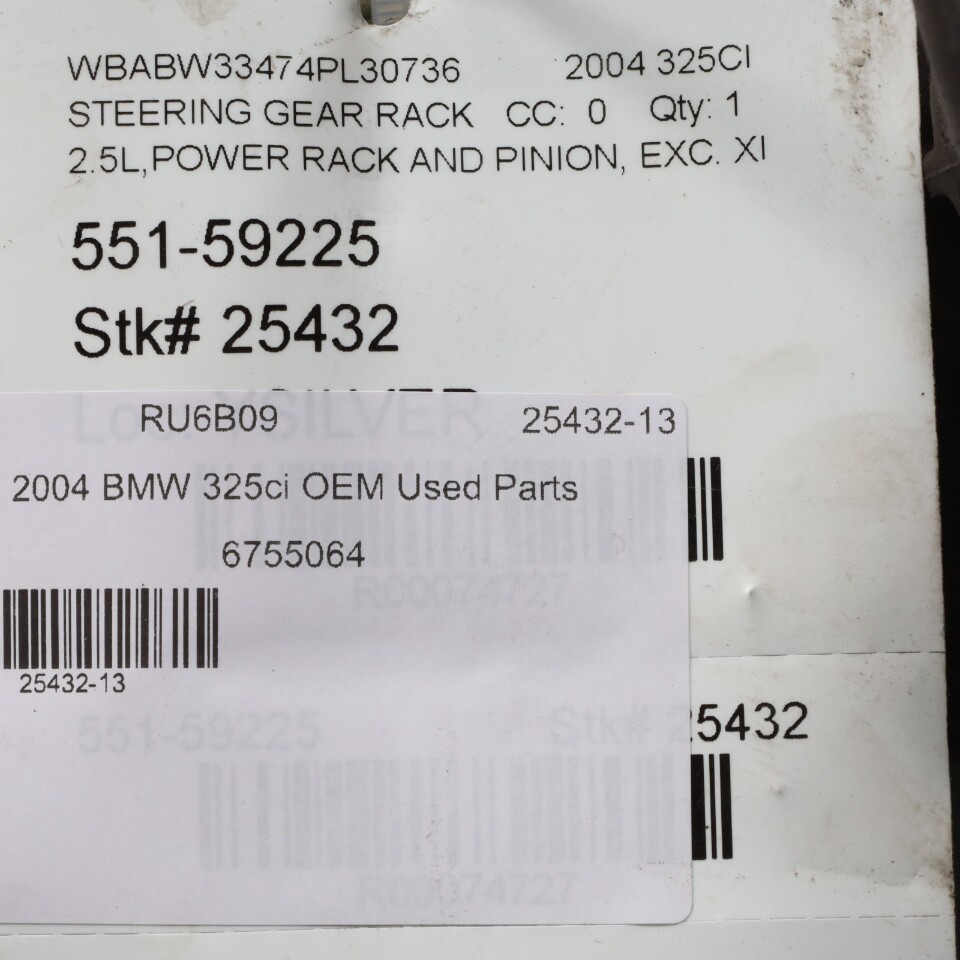 WBABW33474PL30736 2004 325CI
STEERING GEAR RACK CC: 0 Qty: 1
2.5L,POWER RACK AND PINION, EXC. XI
551-59225
Stk# 25432
RU6B09 25432-13
2004 BMW 325ci OEM Used Parts
6755064
R00074727
25432-13
551-59225 Stk# 25432
R00074727